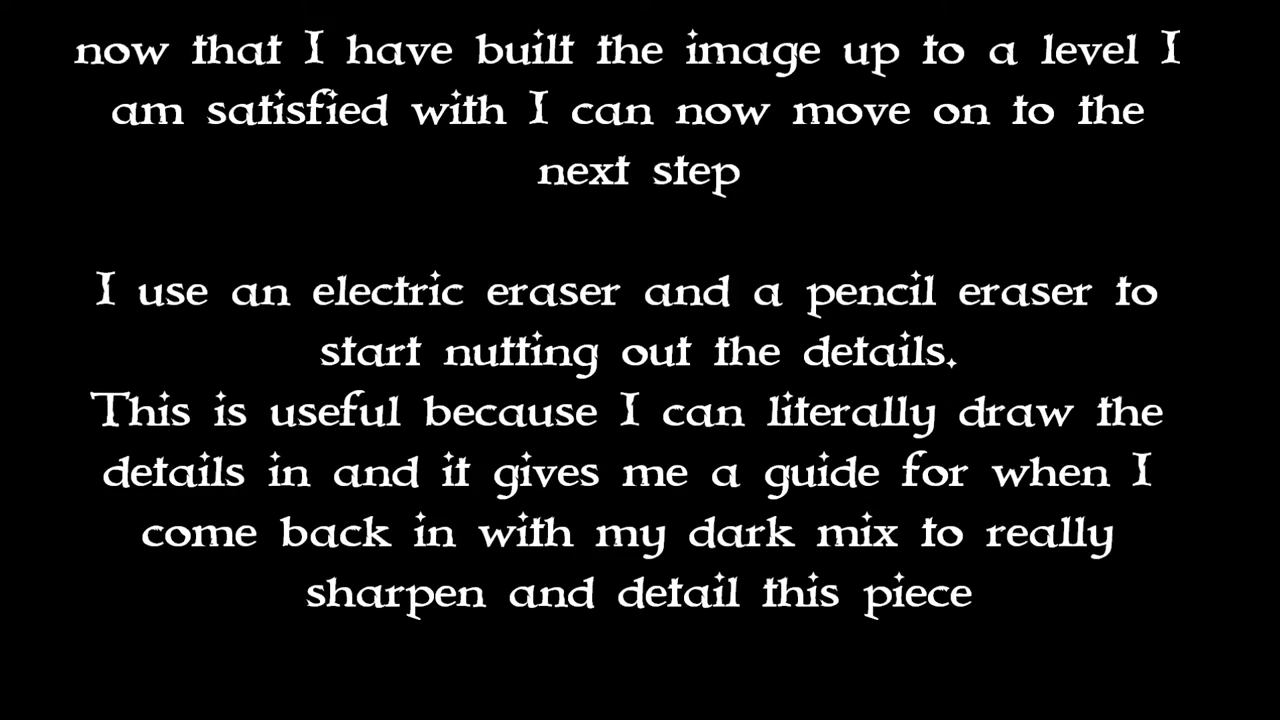 now that I have built the image up to a level I
am satisfied with I can now move on to the
next step
I use an electric eraser and a pencil eraser to
start nutting out the details.
This is useful because I can literally draw the
details in and it gives me a guide for when I
come back in with my dark mix to really
sharpen and detail this piece